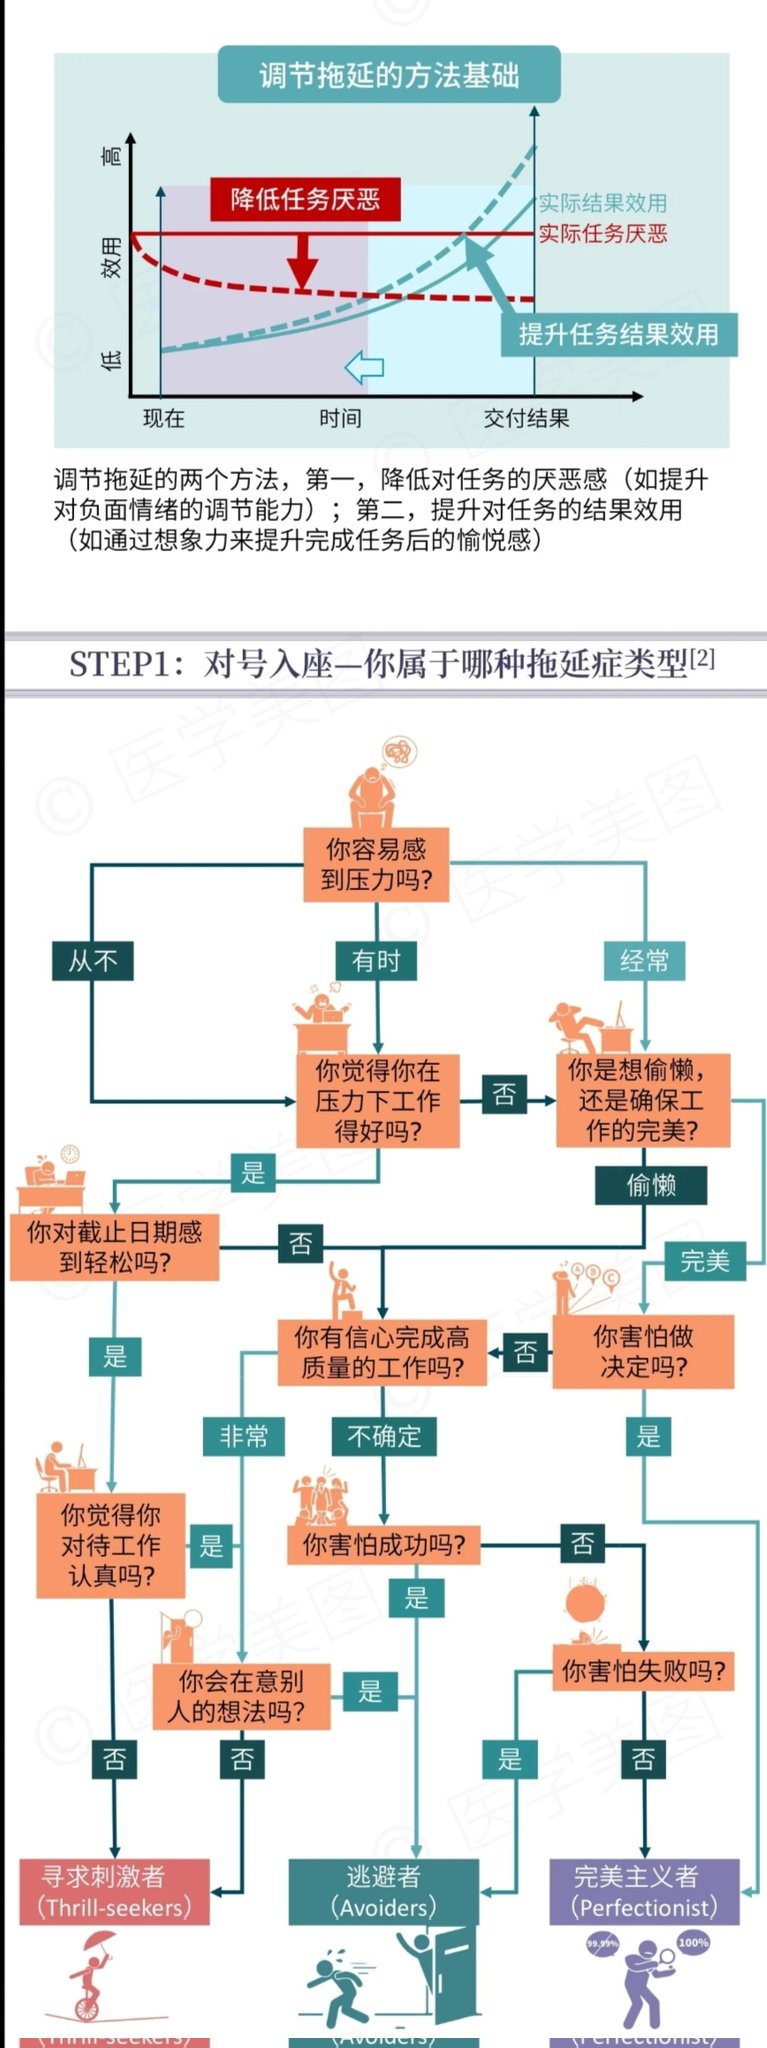 调节拖延的方法基础
高
效用
低
降低任务厌恶
实际结果效用
实际任务厌恶
提升任务结果效用
现在
时间
交付结果
调节拖延的两个方法，第一，降低对任务的厌恶感（如提升
对负面情绪的调节能力）；第二，提升对任务的结果效用
（如通过想象力来提升完成任务后的愉悦感）
STEP1：对号入座—你属于哪种拖延症类型[2]
© 医学美图
你容易感
到压力吗?
从不
有时
经常
你觉得你在
压力下工作
得好吗?
否
你是想偷懒，
还是确保工
作的完美?
是
偷懒
你对截止日期感
到轻松吗?
否
完美
A
B
C
是
你有信心完成高
质量的工作吗?
否
你害怕做
决定吗?
非常
不确定
是
你觉得你
对待工作
认真吗?
是
你害怕成功吗?
否
是
你会在意别
人的想法吗?
是
你害怕失败吗?
否
否
是
否
寻求刺激者
（Thrill-seekers）
逃避者
（Avoiders）
完美主义者
（Perfectionist）
99.99%
100%
（Thrill-seekers）
（Avoiders）
（Perfectionist）